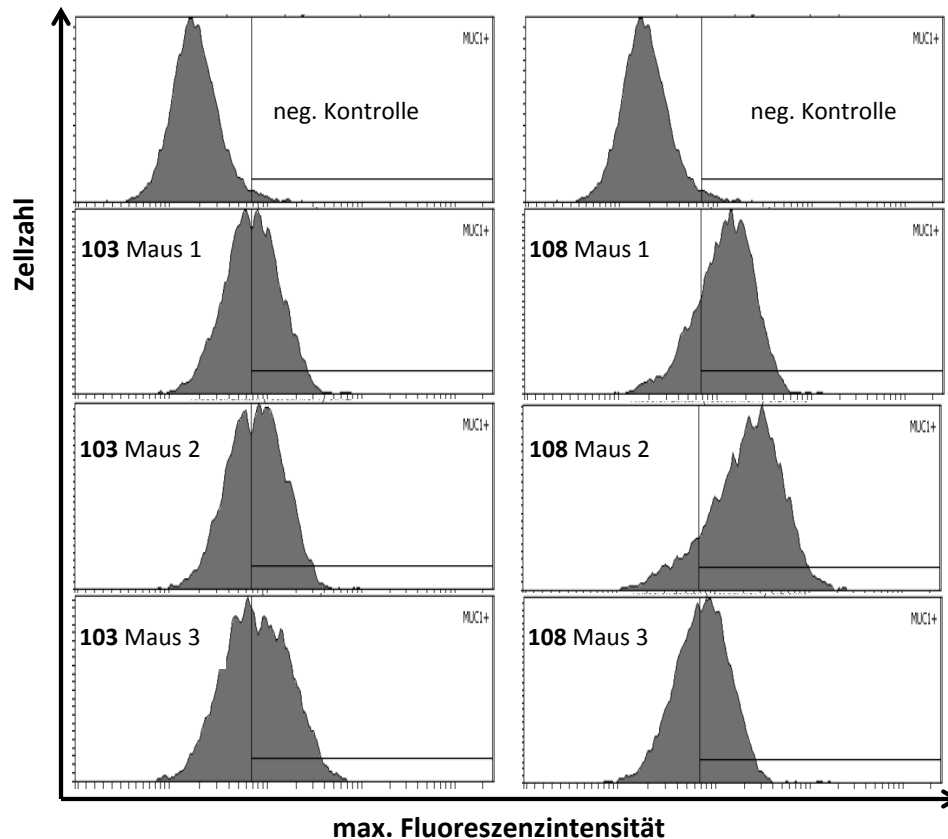 MUC1+
neg. Kontrolle
MUC1+
neg. Kontrolle
Zellzahl
103 Maus 1
MUC1+
108 Maus 1
MUC1+
103 Maus 2
MUC1+
108 Maus 2
MUC1+
103 Maus 3
MUC1+
108 Maus 3
MUC1+
max. Fluoreszenzintensität